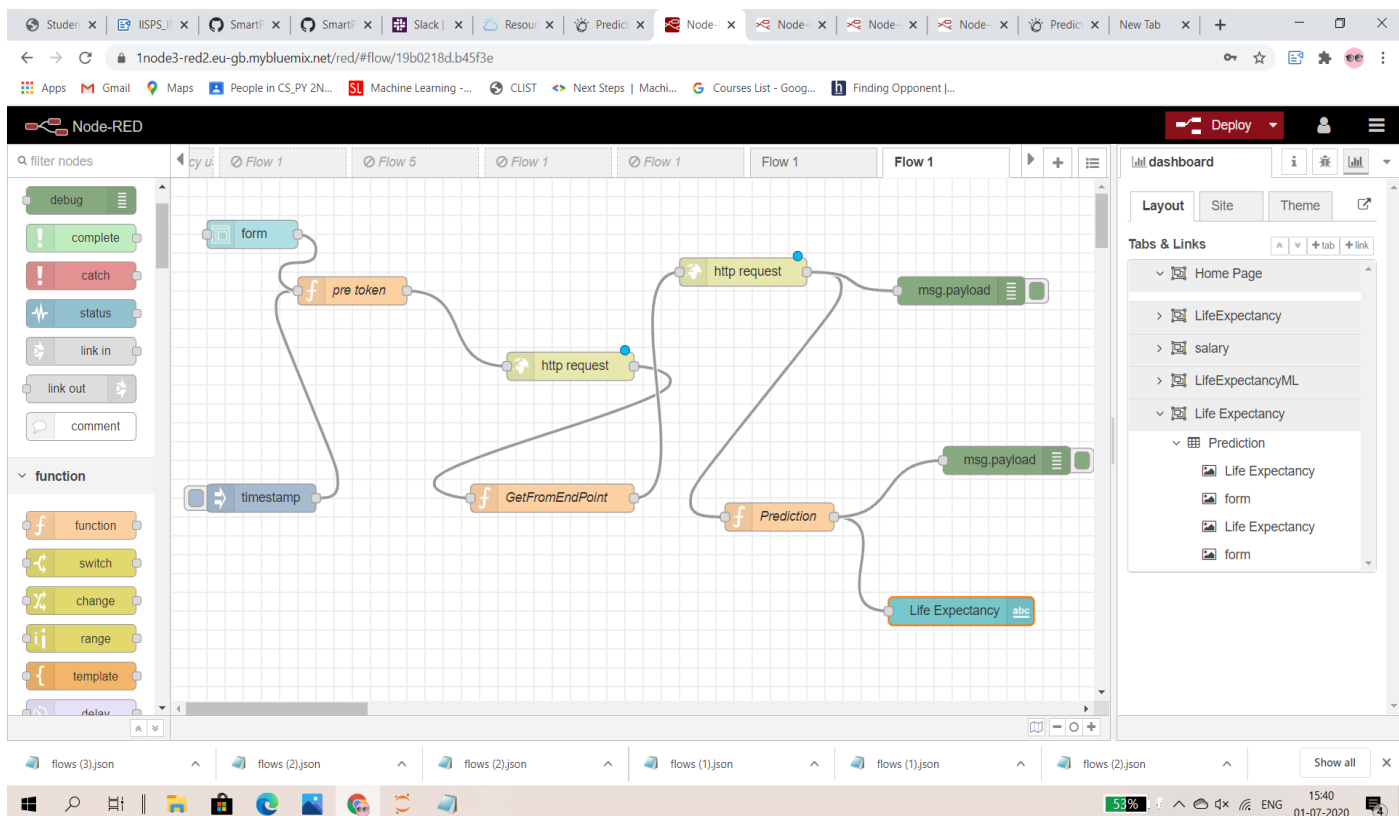 Studen
IISPS_I
SmartP
SmartP
Slack |
Resour
Predict
Node-
Node-
Node-
Node-
Predict
New Tab
1node3-red2.eu-gb.mybluemix.net/red/#flow/19b0218d.b45f3e
Apps
Gmail
Maps
People in CS_PY 2N...
SL Machine Learning -...
CLIST
Next Steps | Machi...
Courses List - Goog...
h Finding Opponent |...
Node-RED
Deploy
filter nodes
cy u
Flow 1
Flow 5
Flow 1
Flow 1
Flow 1
Flow 1
dashboard
i
debug
complete
catch
status
link in
link out
comment
function
function
switch
change
range
template
delay
form
pre token
http request
timestamp
GetFromEndPoint
http request
msg.payload
msg.payload
Prediction
Life Expectancy abc
Layout
Site
Theme
Tabs & Links
+tab
+link
Home Page
LifeExpectancy
salary
LifeExpectancyML
Life Expectancy
Prediction
Life Expectancy
form
Life Expectancy
form
flows (3).json
flows (2).json
flows (2).json
flows (1).json
flows (1).json
flows (2).json
Show all
53%
ENG
15:40
01-07-2020
4